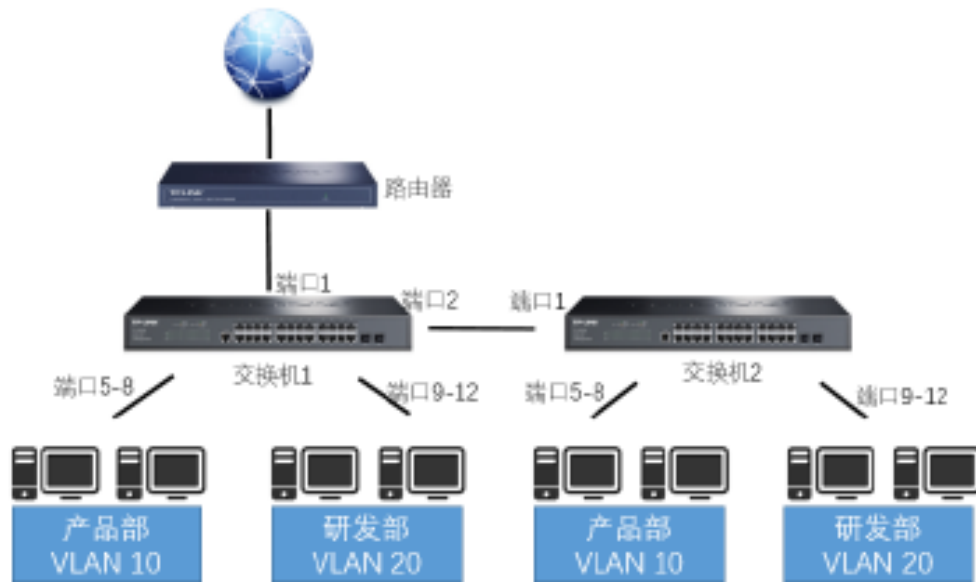 路由器
端口1
端口2
端口1
交换机1
交换机2
端口5-8
端口9-12
端口5-8
端口9-12
产品部
VLAN 10
研发部
VLAN 20
产品部
VLAN 10
研发部
VLAN 20